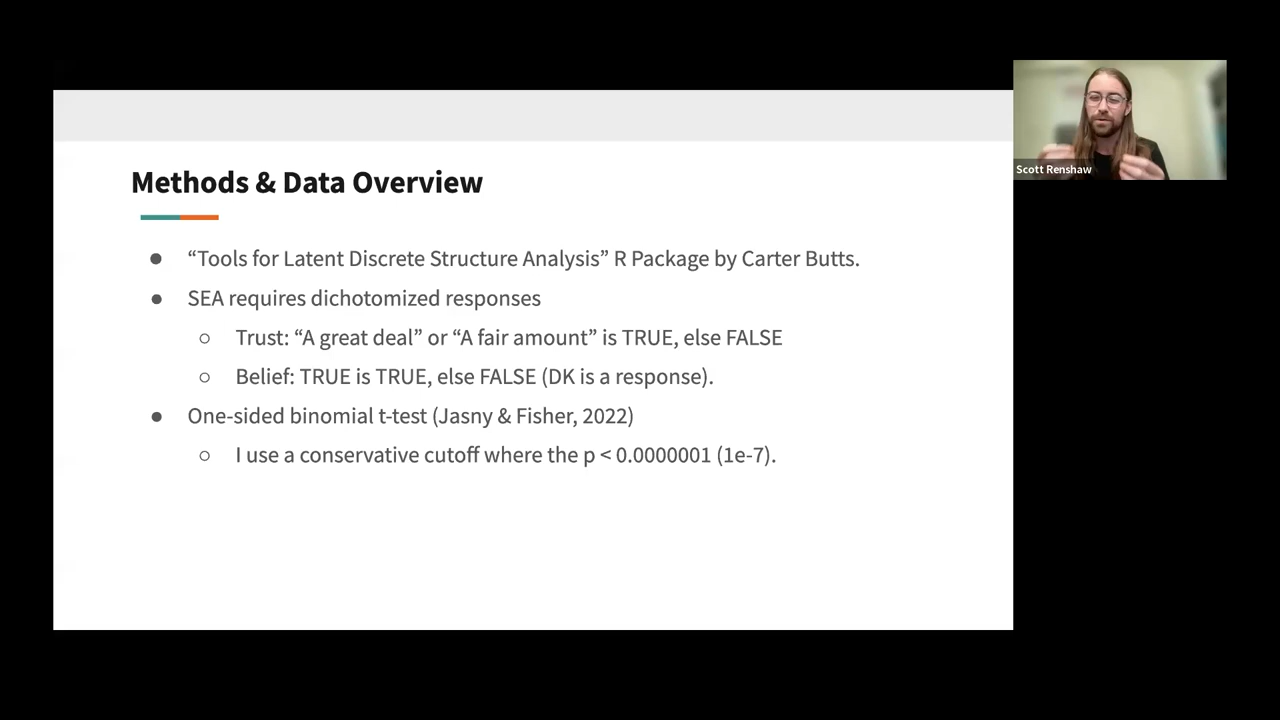 Methods & Data Overview
● “Tools for Latent Discrete Structure Analysis” R Package by Carter Butts.
● SEA requires dichotomized responses
○ Trust: “A great deal” or “A fair amount” is TRUE, else FALSE
○ Belief: TRUE is TRUE, else FALSE (DK is a response).
● One-sided binomial t-test (Jasny & Fisher, 2022)
○ I use a conservative cutoff where the p < 0.0000001 (1e-7).
Scott Renshaw